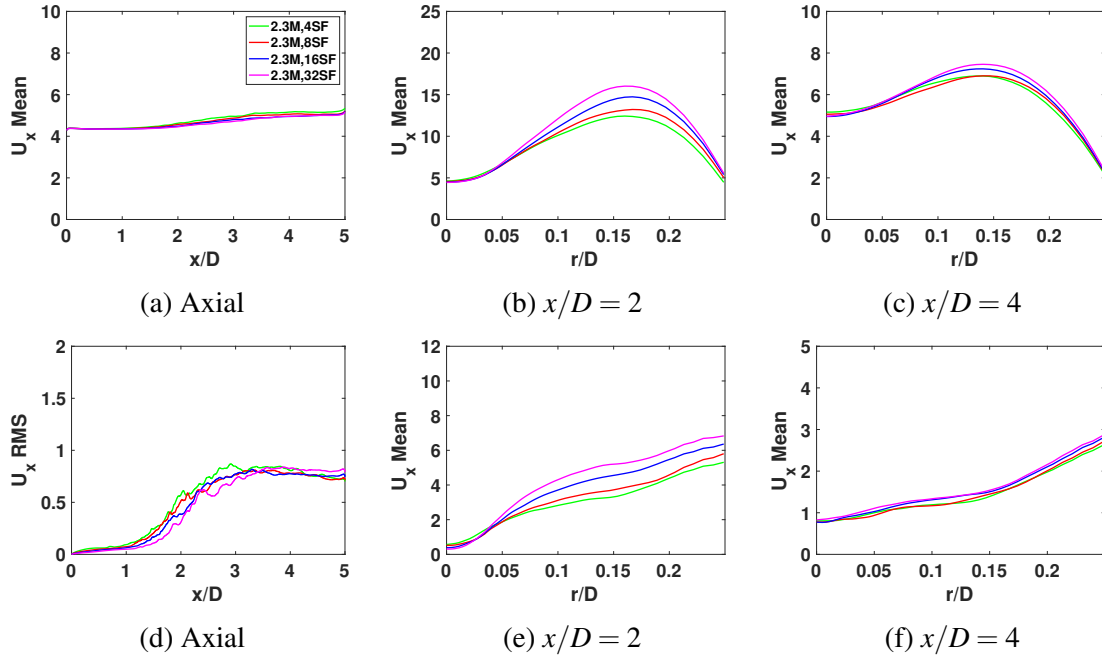 10
8
6
4
2
0
U_x Mean
0 1 2 3 4 5
x/D
2.3M,4SF
2.3M,8SF
2.3M,16SF
2.3M,32SF
(a) Axial
25
20
15
10
5
0
U_x Mean
0 0.05 0.1 0.15 0.2
r/D
(b) x/D = 2
10
8
6
4
2
0
U_x Mean
0 0.05 0.1 0.15 0.2
r/D
(c) x/D = 4
2
1.5
1
0.5
0
U_x RMS
0 1 2 3 4 5
x/D
(d) Axial
12
10
8
6
4
2
0
U_x Mean
0 0.05 0.1 0.15 0.2
r/D
(e) x/D = 2
5
4
3
2
1
0
U_x Mean
0 0.05 0.1 0.15 0.2
r/D
(f) x/D = 4